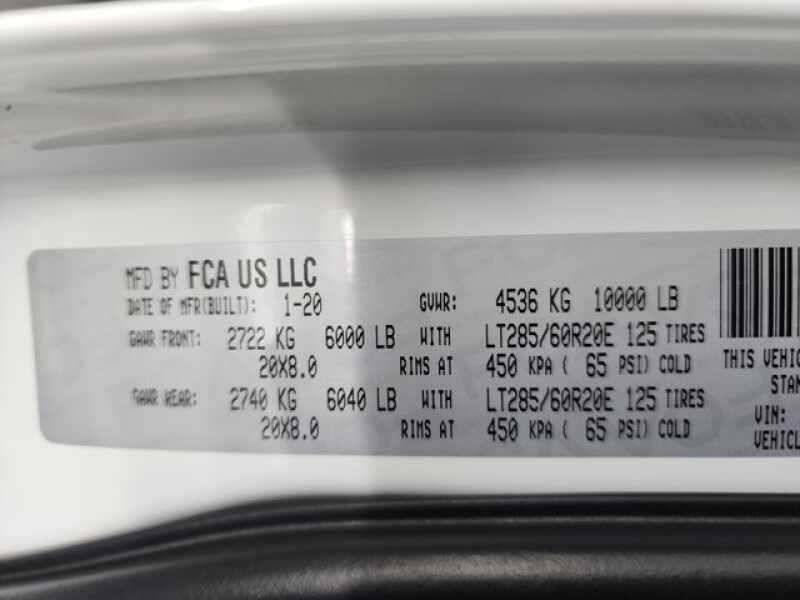 MFD BY FCA US LLC
DATE OF MFR(BUILT): 1-20 GVWR: 4536 KG 10000 LB
GAWR FRONT: 2722 KG 6000 LB WITH LT285/60R20E 125 TIRES
20X8.0 RIMS AT 450 KPA ( 65 PSI) COLD
GAWR REAR: 2740 KG 6040 LB WITH LT285/60R20E 125 TIRES
20X8.0 RIMS AT 450 KPA ( 65 PSI) COLD
THIS VEHIC
STAN
VIN:
VEHICL